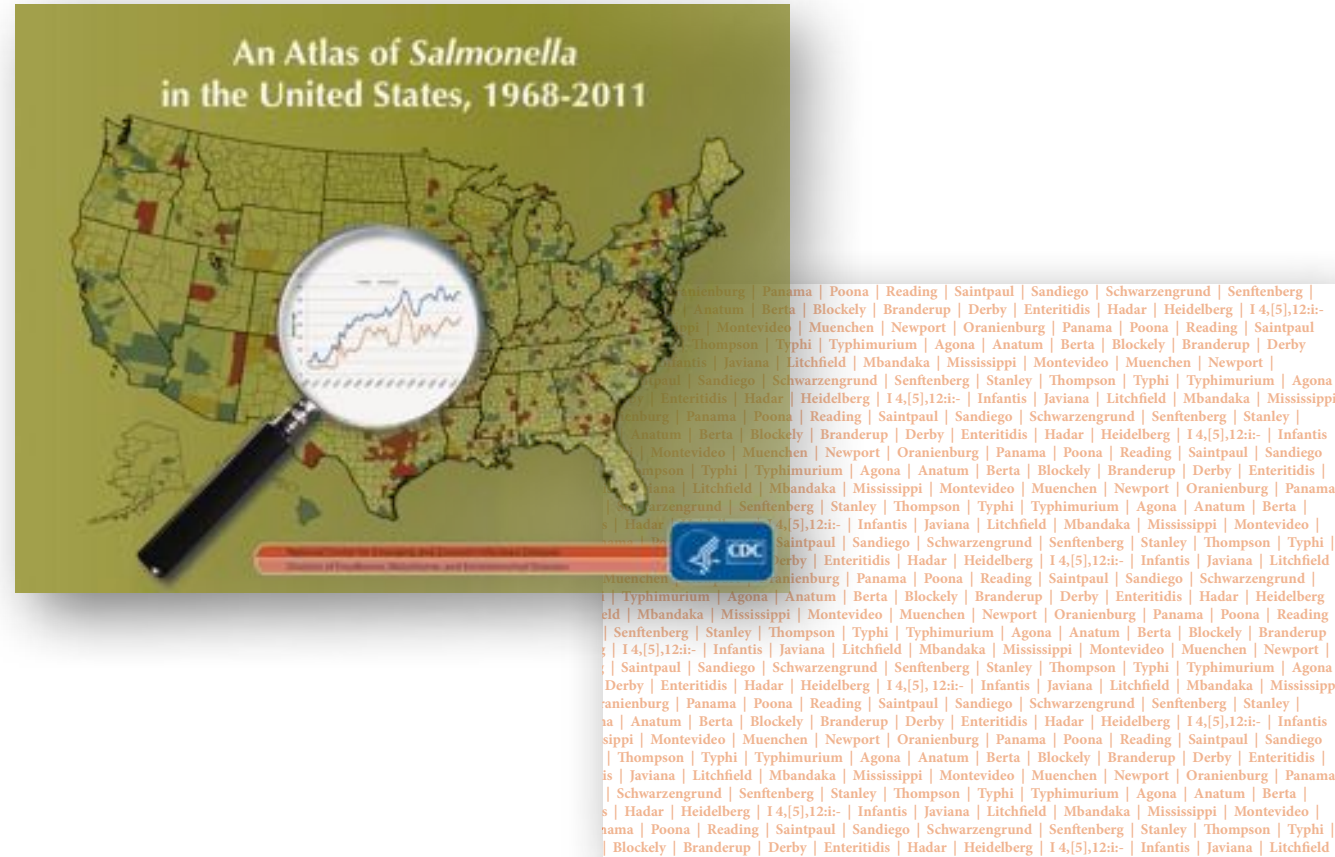 An Atlas of Salmonella
in the United States, 1968-2011
CDC
Panama | Poona | Reading | Saintpaul | Sandiego | Schwarzengrund | Senftenberg |
Anatum | Berta | Blockely | Branderup | Derby | Enteritidis | Hadar | Heidelberg | I 4,[5],12:i:-
| Montevideo | Muenchen | Newport | Oranienburg | Panama | Poona | Reading | Saintpaul
Thompson | Typhi | Typhimurium | Agona | Anatum | Berta | Blockely | Branderup | Derby
| Javiana | Litchfield | Mbandaka | Mississippi | Montevideo | Muenchen | Newport |
| Sandiego | Schwarzengrund | Senftenberg | Stanley | Thompson | Typhi | Typhimurium | Agona
| Enteritidis | Hadar | Heidelberg | I 4,[5],12:i:- | Infantis | Javiana | Litchfield | Mbandaka | Mississippi
| Panama | Poona | Reading | Saintpaul | Sandiego | Schwarzengrund | Senftenberg | Stanley |
Anatum | Berta | Blockely | Branderup | Derby | Enteritidis | Hadar | Heidelberg | I 4,[5],12:i:- | Infantis
| Montevideo | Muenchen | Newport | Oranienburg | Panama | Poona | Reading | Saintpaul | Sandiego
| Typhi | Typhimurium | Agona | Anatum | Berta | Blockely | Branderup | Derby | Enteritidis |
| Litchfield | Mbandaka | Mississippi | Montevideo | Muenchen | Newport | Oranienburg | Panama
| Senftenberg | Stanley | Thompson | Typhi | Typhimurium | Agona | Anatum | Berta |
| Hadar | 4,[5],12:i:- | Infantis | Javiana | Litchfield | Mbandaka | Mississippi | Montevideo |
Saintpaul | Sandiego | Schwarzengrund | Senftenberg | Stanley | Thompson | Typhi |
Derby | Enteritidis | Hadar | Heidelberg | I 4,[5],12:i:- | Infantis | Javiana | Litchfield
Muenchen | anienburg | Panama | Poona | Reading | Saintpaul | Sandiego | Schwarzengrund |
| Typhimurium | Agona | Anatum | Berta | Blockely | Branderup | Derby | Enteritidis | Hadar | Heidelberg
eld | Mbandaka | Mississippi | Montevideo | Muenchen | Newport | Oranienburg | Panama | Poona | Reading
| Senftenberg | Stanley | Thompson | Typhi | Typhimurium | Agona | Anatum | Berta | Blockely | Branderup
| I 4,[5],12:i:- | Infantis | Javiana | Litchfield | Mbandaka | Mississippi | Montevideo | Muenchen | Newport |
| Saintpaul | Sandiego | Schwarzengrund | Senftenberg | Stanley | Thompson | Typhi | Typhimurium | Agona
Derby | Enteritidis | Hadar | Heidelberg | I 4,[5], 12:i:- | Infantis | Javiana | Litchfield | Mbandaka | Mississipp
ranienburg | Panama | Poona | Reading | Saintpaul | Sandiego | Schwarzengrund | Senftenberg | Stanley |
na | Anatum | Berta | Blockely | Branderup | Derby | Enteritidis | Hadar | Heidelberg | I 4,[5],12:i:- | Infantis
sippi | Montevideo | Muenchen | Newport | Oranienburg | Panama | Poona | Reading | Saintpaul | Sandiego
| Thompson | Typhi | Typhimurium | Agona | Anatum | Berta | Blockely | Branderup | Derby | Enteritidis |
is | Javiana | Litchfield | Mbandaka | Mississippi | Montevideo | Muenchen | Newport | Oranienburg | Panama
| Schwarzengrund | Senftenberg | Stanley | Thompson | Typhi | Typhimurium | Agona | Anatum | Berta |
s | Hadar | Heidelberg | I 4,[5],12:i:- | Infantis | Javiana | Litchfield | Mbandaka | Mississippi | Montevideo |
nama | Poona | Reading | Saintpaul | Sandiego | Schwarzengrund | Senftenberg | Stanley | Thompson | Typhi |
| Blockely | Branderup | Derby | Enteritidis | Hadar | Heidelberg | I 4,[5],12:i:- | Infantis | Javiana | Litchfield